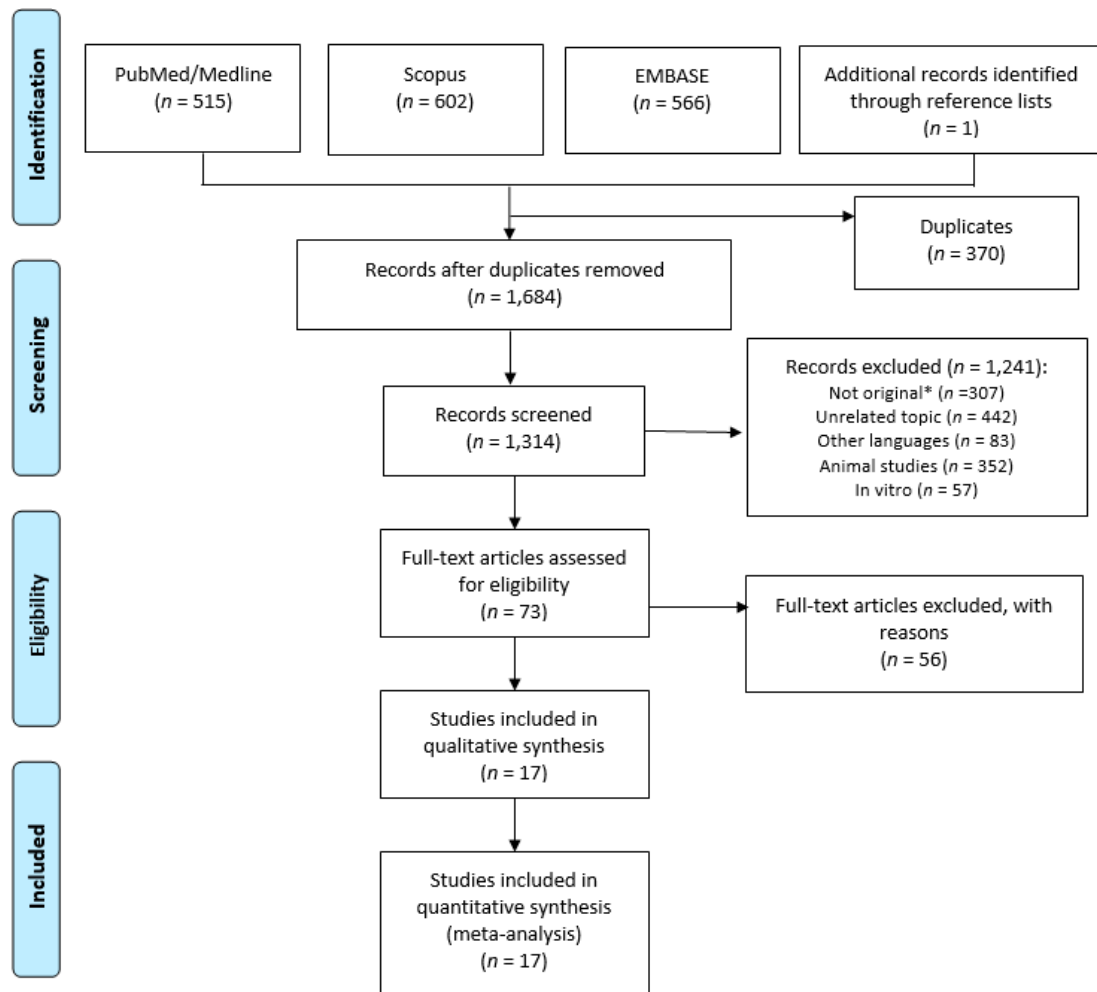 Identification
PubMed/Medline
(n = 515)
Scopus
(n = 602)
EMBASE
(n = 566)
Additional records identified
through reference lists
(n = 1)
Duplicates
(n = 370)
Screening
Records after duplicates removed
(n = 1,684)
Records screened
(n = 1,314)
Records excluded (n = 1,241):
Not original* (n =307)
Unrelated topic (n = 442)
Other languages (n = 83)
Animal studies (n = 352)
In vitro (n = 57)
Eligibility
Full-text articles assessed
for eligibility
(n = 73)
Full-text articles excluded, with
reasons
(n = 56)
Studies included in
qualitative synthesis
(n = 17)
Included
Studies included in
quantitative synthesis
(meta-analysis)
(n = 17)